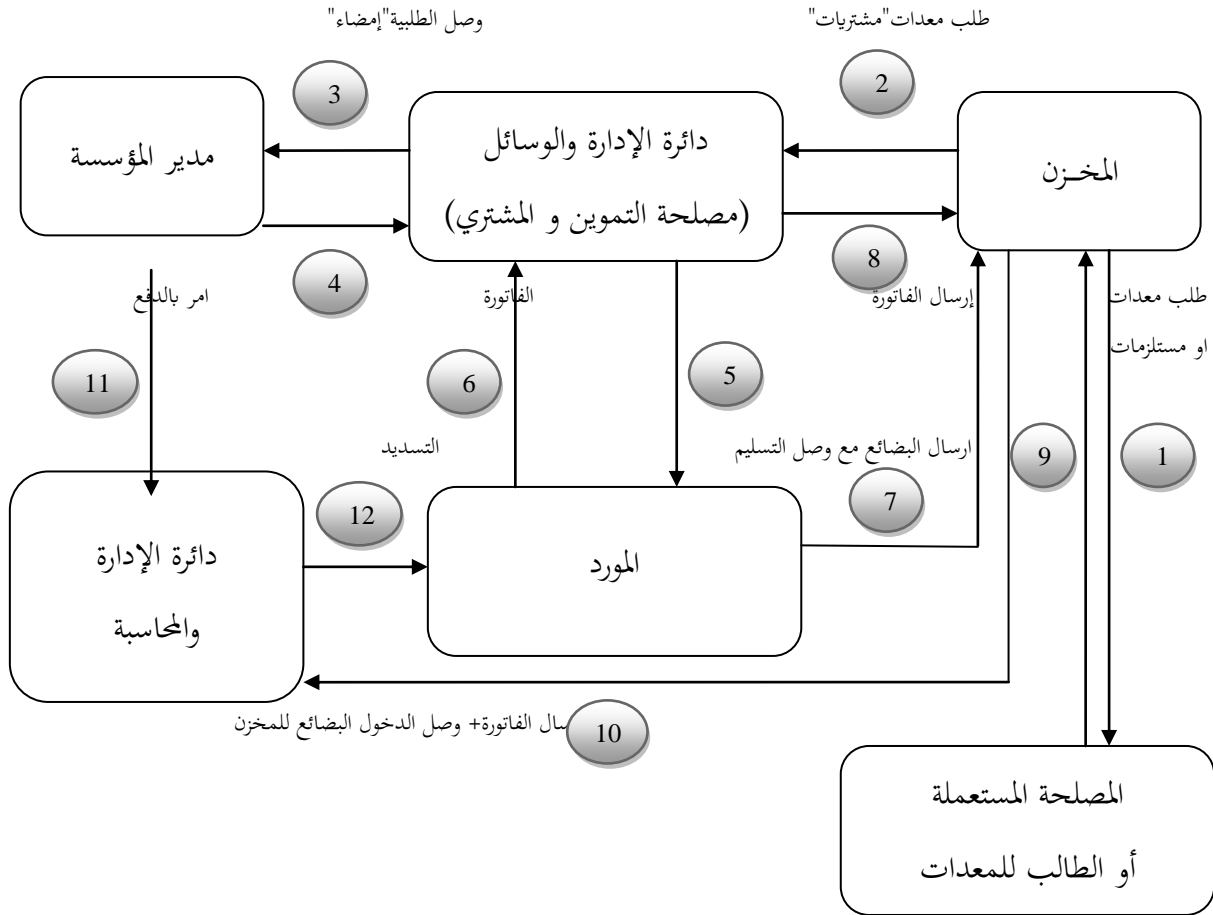 طلب معدات"مشتريات"
وصل الطلبية"إمضاء"
2
3
المخـزن
دائرة الإدارة والوسائل
(مصلحة التموين و المشتري)
مدير المؤسسة
8
4
طلب معدات
او مستلزمات
إرسال الفاتورة
الفاتورة
امر بالدفع
5
6
11
1
9
ارسال البضائع مع وصل التسليم
7
التسديد
12
المورد
دائرة الإدارة
والمحاسبة
سال الفاتورة+ وصل الدخول البضائع للمخزن
10
المصلحة المستعملة
أو الطالب للمعدات